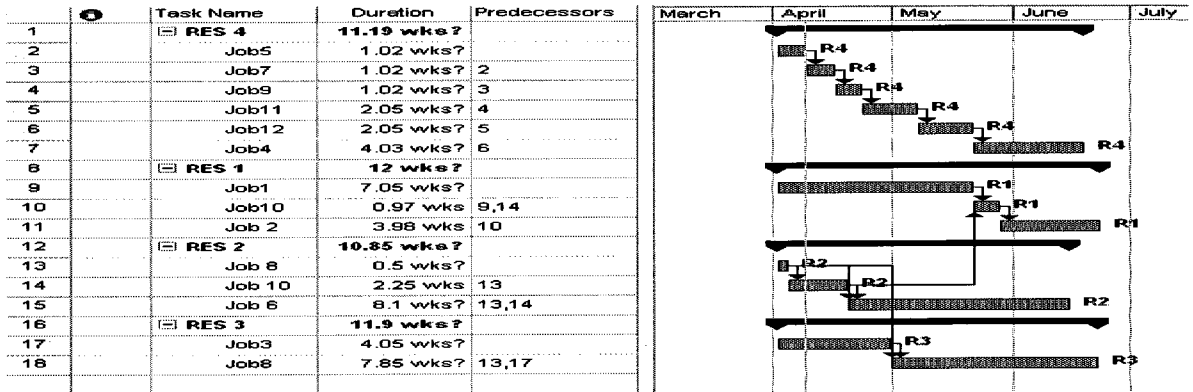 Task Name Duration Predecessors March April May June July
1 RES 4 11.19 wks?
2 Job5 1.02 wks? R4
3 Job7 1.02 wks? 2 R4
4 Job9 1.02 wks? 3 R4
5 Job11 2.05 wks? 4 R4
6 Job12 2.05 wks? 5 R4
7 Job4 4.03 wks? 6 R4
8 RES 1 12 wks?
9 Job1 7.05 wks? R1
10 Job10 0.97 wks 9,14 R1
11 Job 2 3.98 wks 10 R1
12 RES 2 10.85 wks?
13 Job 8 0.5 wks? R2
14 Job 10 2.25 wks 13 R2
15 Job 6 8.1 wks? 13,14 R2
16 RES 3 11.9 wks?
17 Job3 4.05 wks? R3
18 Job8 7.85 wks? 13,17 R3